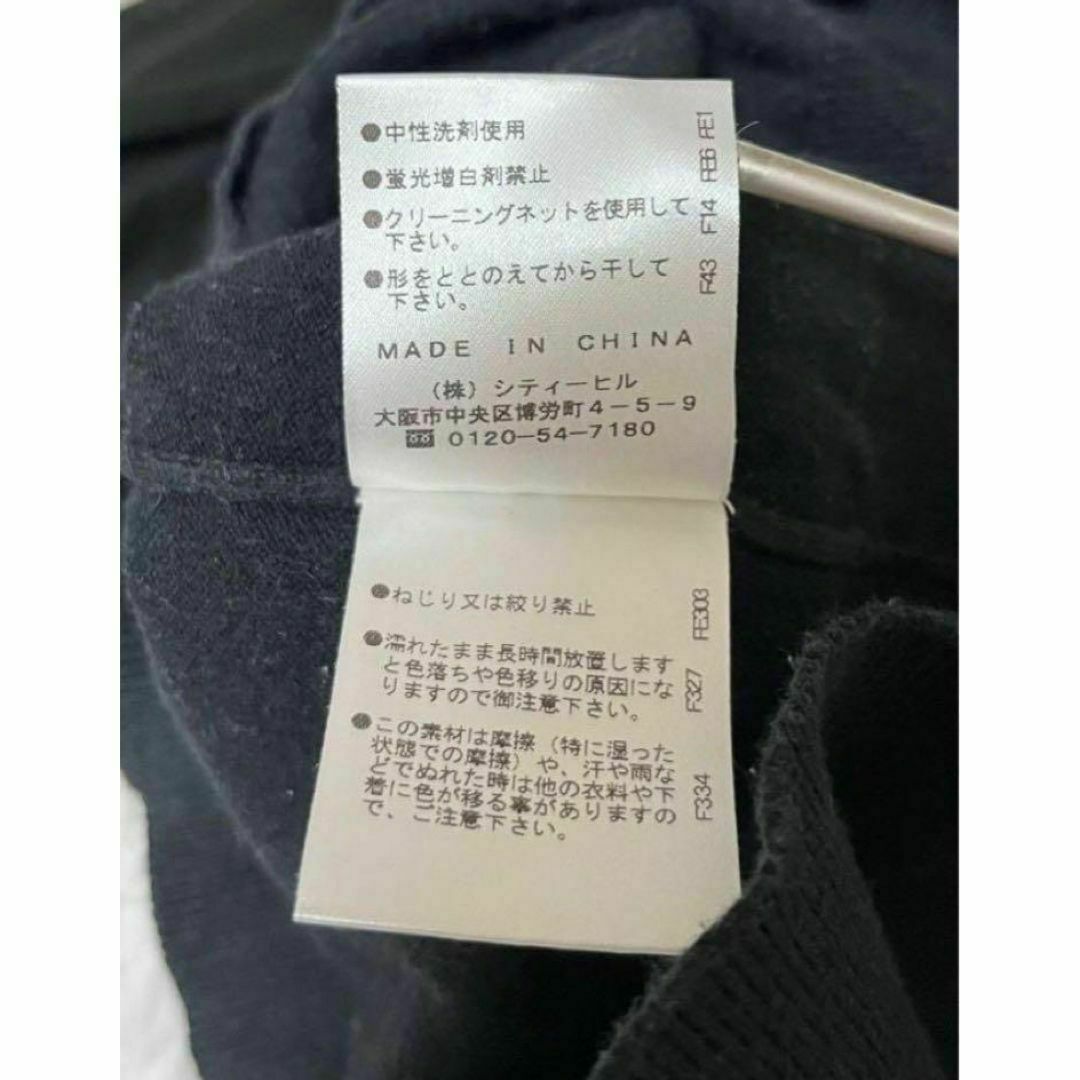 ●中性洗剤使用
●蛍光増白剤禁止
●クリーニングネットを使用して
下さい。
●形をととのえてから干して
下さい。
MADE IN CHINA
(株)シティーヒル
大阪市中央区博労町4-5-9
0120-54-7180
FE1
FE6
F14
F43
●ねじり又は絞り禁止
●濡れたまま長時間放置します
と色落ちや色移りの原因にな
りますので御注意下さい。
●この素材は摩擦(特に湿った
状態での摩擦)や、汗や雨な
どでぬれた時は他の衣料や下
着に色が移る事がありますの
で、ご注意下さい。
FE303
F327
F334